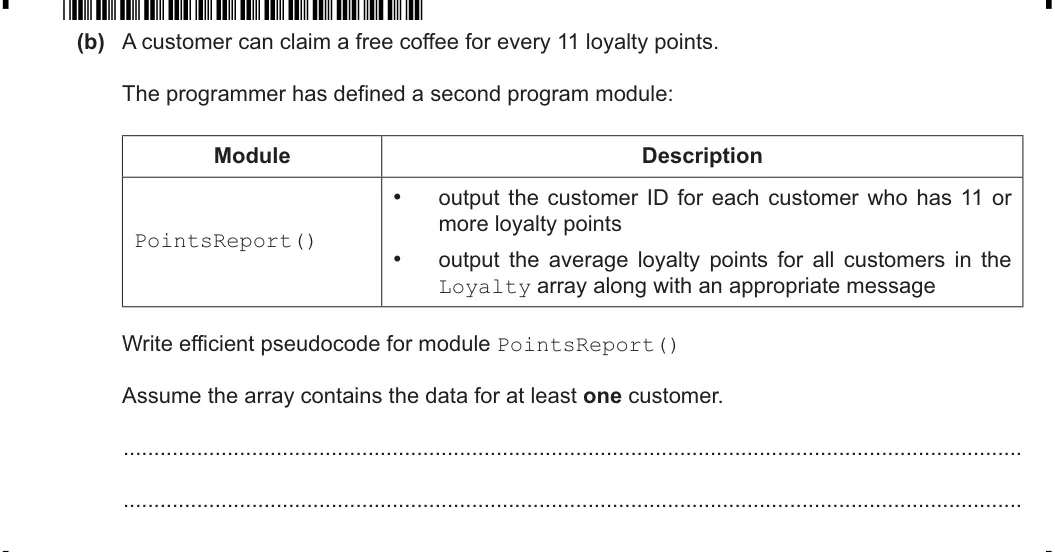 (b) A customer can claim a free coffee for every 11 loyalty points.
The programmer has defined a second program module:
Module Description
PointsReport()
• output the customer ID for each customer who has 11 or
more loyalty points
• output the average loyalty points for all customers in the
Loyalty array along with an appropriate message
Write efficient pseudocode for module PointsReport()
Assume the array contains the data for at least one customer.